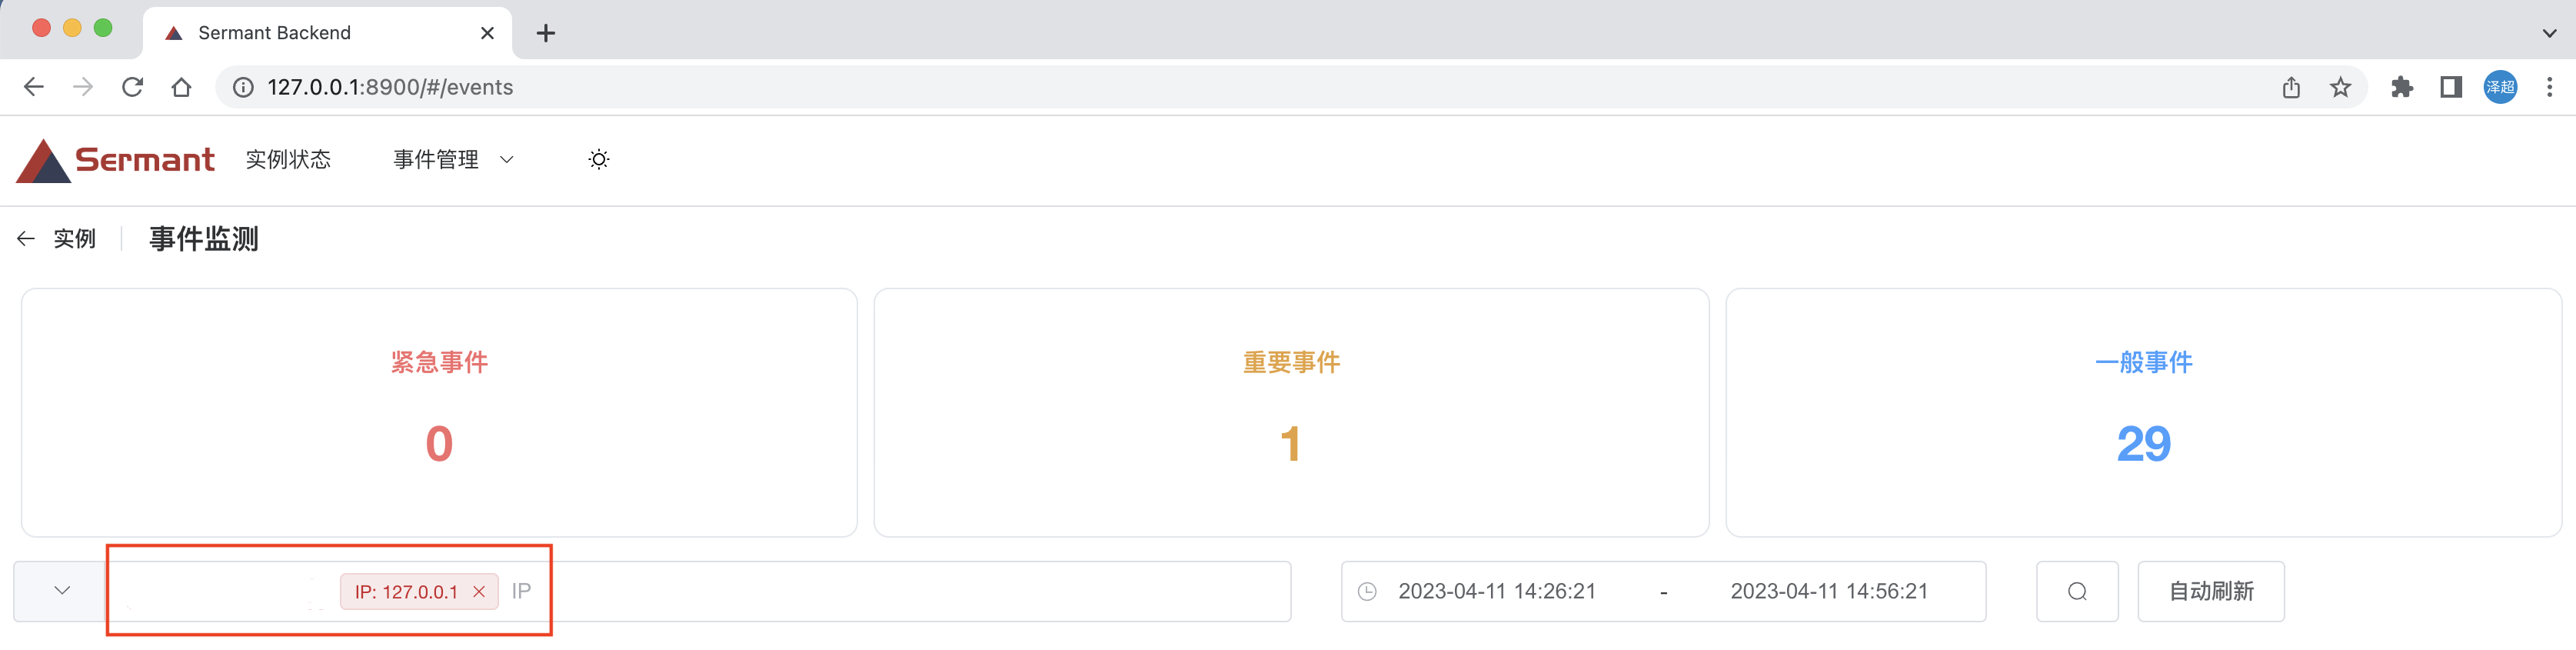 Sermant Backend
127.0.0.1:8900/#/events
泽超
Sermant 实例状态 事件管理
实例 事件监测
紧急事件
0
重要事件
1
一般事件
29
IP: 127.0.0.1 IP
2023-04-11 14:26:21 - 2023-04-11 14:56:21
自动刷新